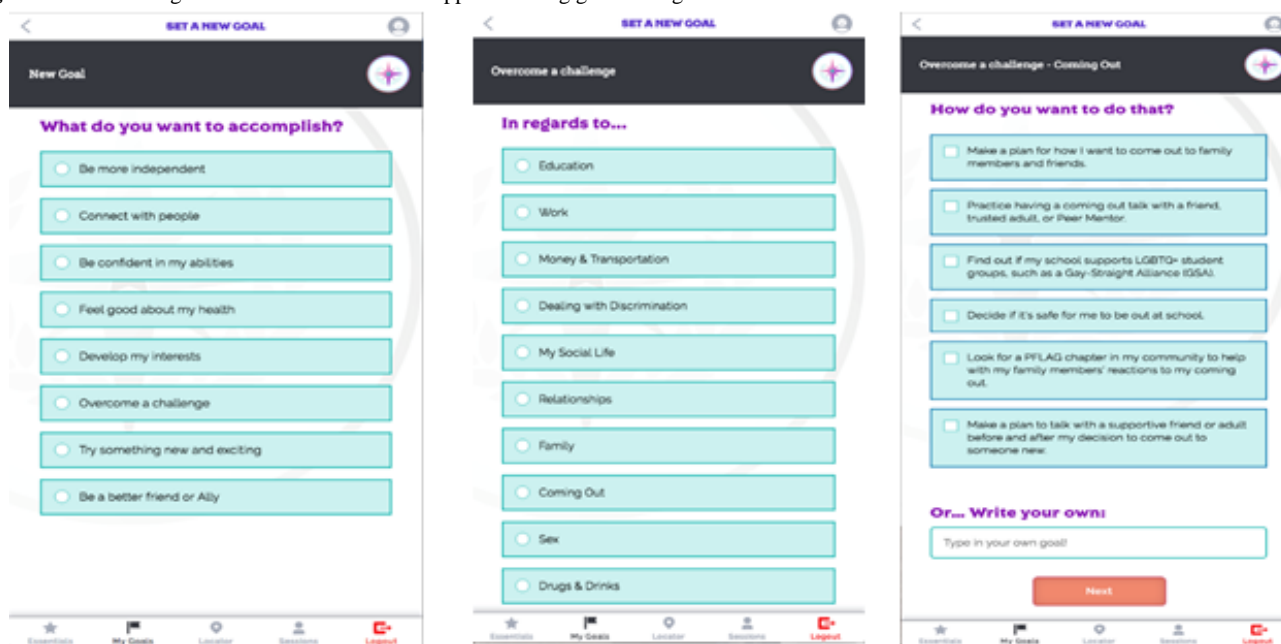 SET A NEW GOAL
New Goal
What do you want to accomplish?
Be more independent
Connect with people
Be confident in my abilities
Feel good about my health
Develop my interests
Overcome a challenge
Try something new and exciting
Be a better friend or Ally
Essentials
My Goals
Locator
Sessions
Logout
SET A NEW GOAL
Overcome a challenge
In regards to...
Education
Work
Money & Transportation
Dealing with Discrimination
My Social Life
Relationships
Family
Coming Out
Sex
Drugs & Drinks
Essentials
My Goals
Locator
Sessions
Logout
SET A NEW GOAL
Overcome a challenge - Coming Out
How do you want to do that?
Make a plan for how I want to come out to family
members and friends.
Practice having a coming out talk with a friend,
trusted adult, or Peer Mentor.
Find out if my school supports LGBTQ+ student
groups, such as a Gay-Straight Alliance (GSA).
Decide if it's safe for me to be out at school.
Look for a PFLAG chapter in my community to help
with my family members' reactions to my coming
out.
Make a plan to talk with a supportive friend or adult
before and after my decision to come out to
someone new.
Or... Write your own:
Type in your own goal!
Next
Essentials
My Goals
Locator
Sessions
Logout